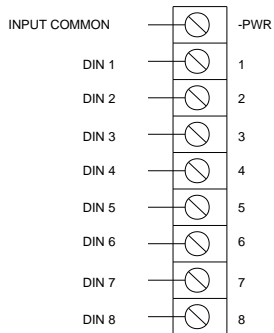 INPUT COMMON -PWR
DIN 1 1
DIN 2 2
DIN 3 3
DIN 4 4
DIN 5 5
DIN 6 6
DIN 7 7
DIN 8 8